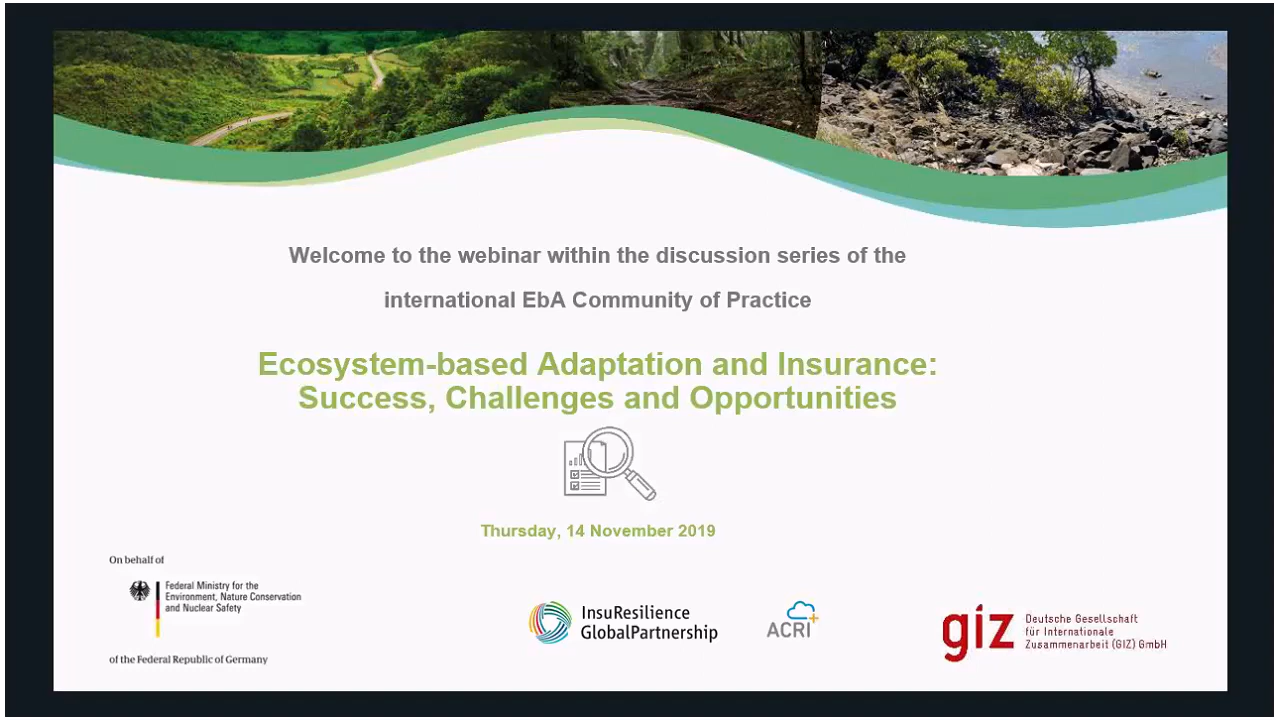 Welcome to the webinar within the discussion series of the
international EbA Community of Practice
Ecosystem-based Adaptation and Insurance:
Success, Challenges and Opportunities
Thursday, 14 November 2019
On behalf of
Federal Ministry for the
Environment, Nature Conservation
and Nuclear Safety
of the Federal Republic of Germany
InsuResilience
GlobalPartnership
ACRI+
giz
Deutsche Gesellschaft
für Internationale
Zusammenarbeit (GIZ) GmbH